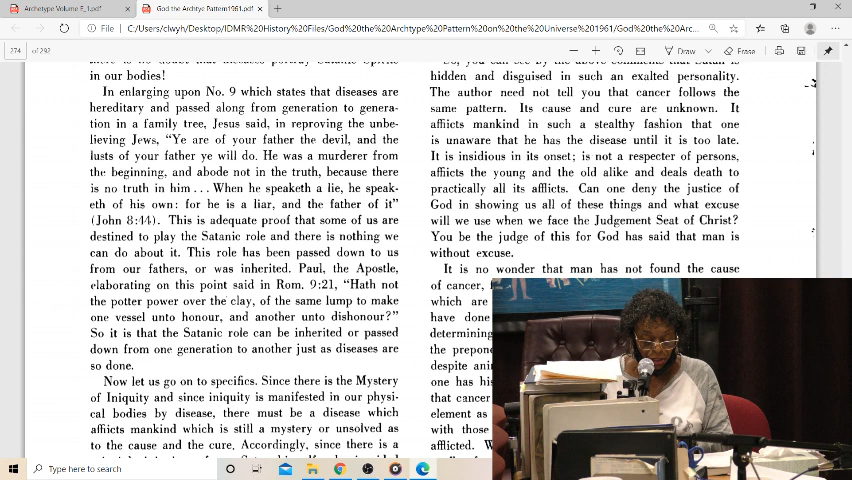 Archetype Volume E_1.pdf
God the Archtype Pattern1961.pdf
File
C:/Users/clwyh/Desktop/IDMR%20History%20Files/God%20the%20Archtype%20Pattern%20on%20the%20Universe%201961/God%20the%20Arc...
274 of 292
Draw
Erase
in our bodies!
In enlarging upon No. 9 which states that diseases are
hereditary and passed along from generation to genera-
tion in a family tree, Jesus said, in reproving the unbe-
lieving Jews, “Ye are of your father the devil, and the
lusts of your father ye will do. He was a murderer from
the beginning, and abode not in the truth, because there
is no truth in him . . . When he speaketh a lie, he speak-
eth of his own: for he is a liar, and the father of it”
(John 8:44). This is adequate proof that some of us are
destined to play the Satanic role and there is nothing we
can do about it. This role has been passed down to us
from our fathers, or was inherited. Paul, the Apostle,
elaborating on this point said in Rom. 9:21, “Hath not
the potter power over the clay, of the same lump to make
one vessel unto honour, and another unto dishonour?”
So it is that the Satanic role can be inherited or passed
down from one generation to another just as diseases are
so done.
Now let us go on to specifics. Since there is the Mystery
of Iniquity and since iniquity is manifested in our physi-
cal bodies by disease, there must be a disease which
afflicts mankind which is still a mystery or unsolved as
to the cause and the cure. Accordingly, since there is a
So, you can see by the above comments that Satan is
hidden and disguised in such an exalted personality.
The author need not tell you that cancer follows the
same pattern. Its cause and cure are unknown. It
afflicts mankind in such a stealthy fashion that one
is unaware that he has the disease until it is too late.
It is insidious in its onset; is not a respecter of persons,
afflicts the young and the old alike and deals death to
practically all its afflicts. Can one deny the justice of
God in showing us all of these things and what excuse
will we use when we face the Judgement Seat of Christ?
You be the judge of this for God has said that man is
without excuse.
It is no wonder that man has not found the cause
of cancer,
which are
have done
determining
the prepon
despite ani
one has his
that cancer
element as
with those
afflicted. W
Type here to search